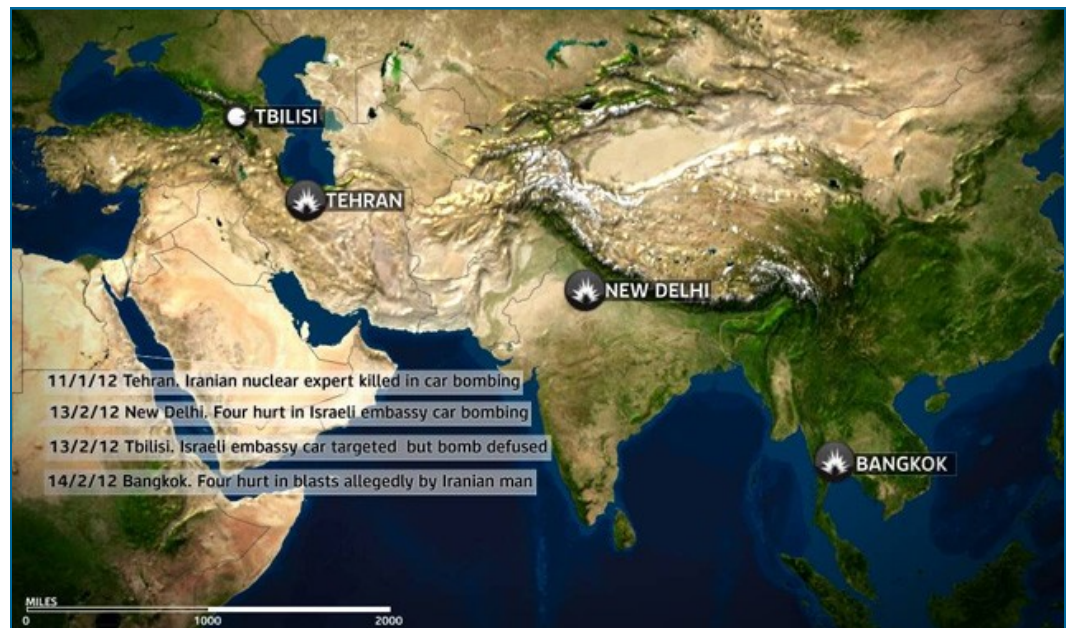 TBILISI
TEHRAN
NEW DELHI
11/1/12 Tehran. Iranian nuclear expert killed in car bombing
13/2/12 New Delhi. Four hurt in Israeli embassy car bombing
13/2/12 Tbilisi. Israeli embassy car targeted but bomb defused
BANGKOK
14/2/12 Bangkok. Four hurt in blasts allegedly by Iranian man
MILES
0 1000 2000